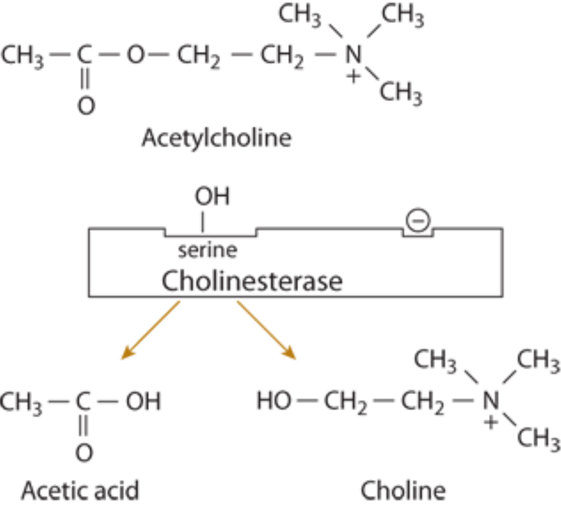 CH₃ CH₃
CH₃ — C — O — CH₂ — CH₂ — N
+
|| CH₃
O
Acetylcholine
OH
|
serine
−
Cholinesterase
CH₃ CH₃
CH₃ — C — OH HO — CH₂ — CH₂ — N
+
|| CH₃
O
Acetic acid Choline